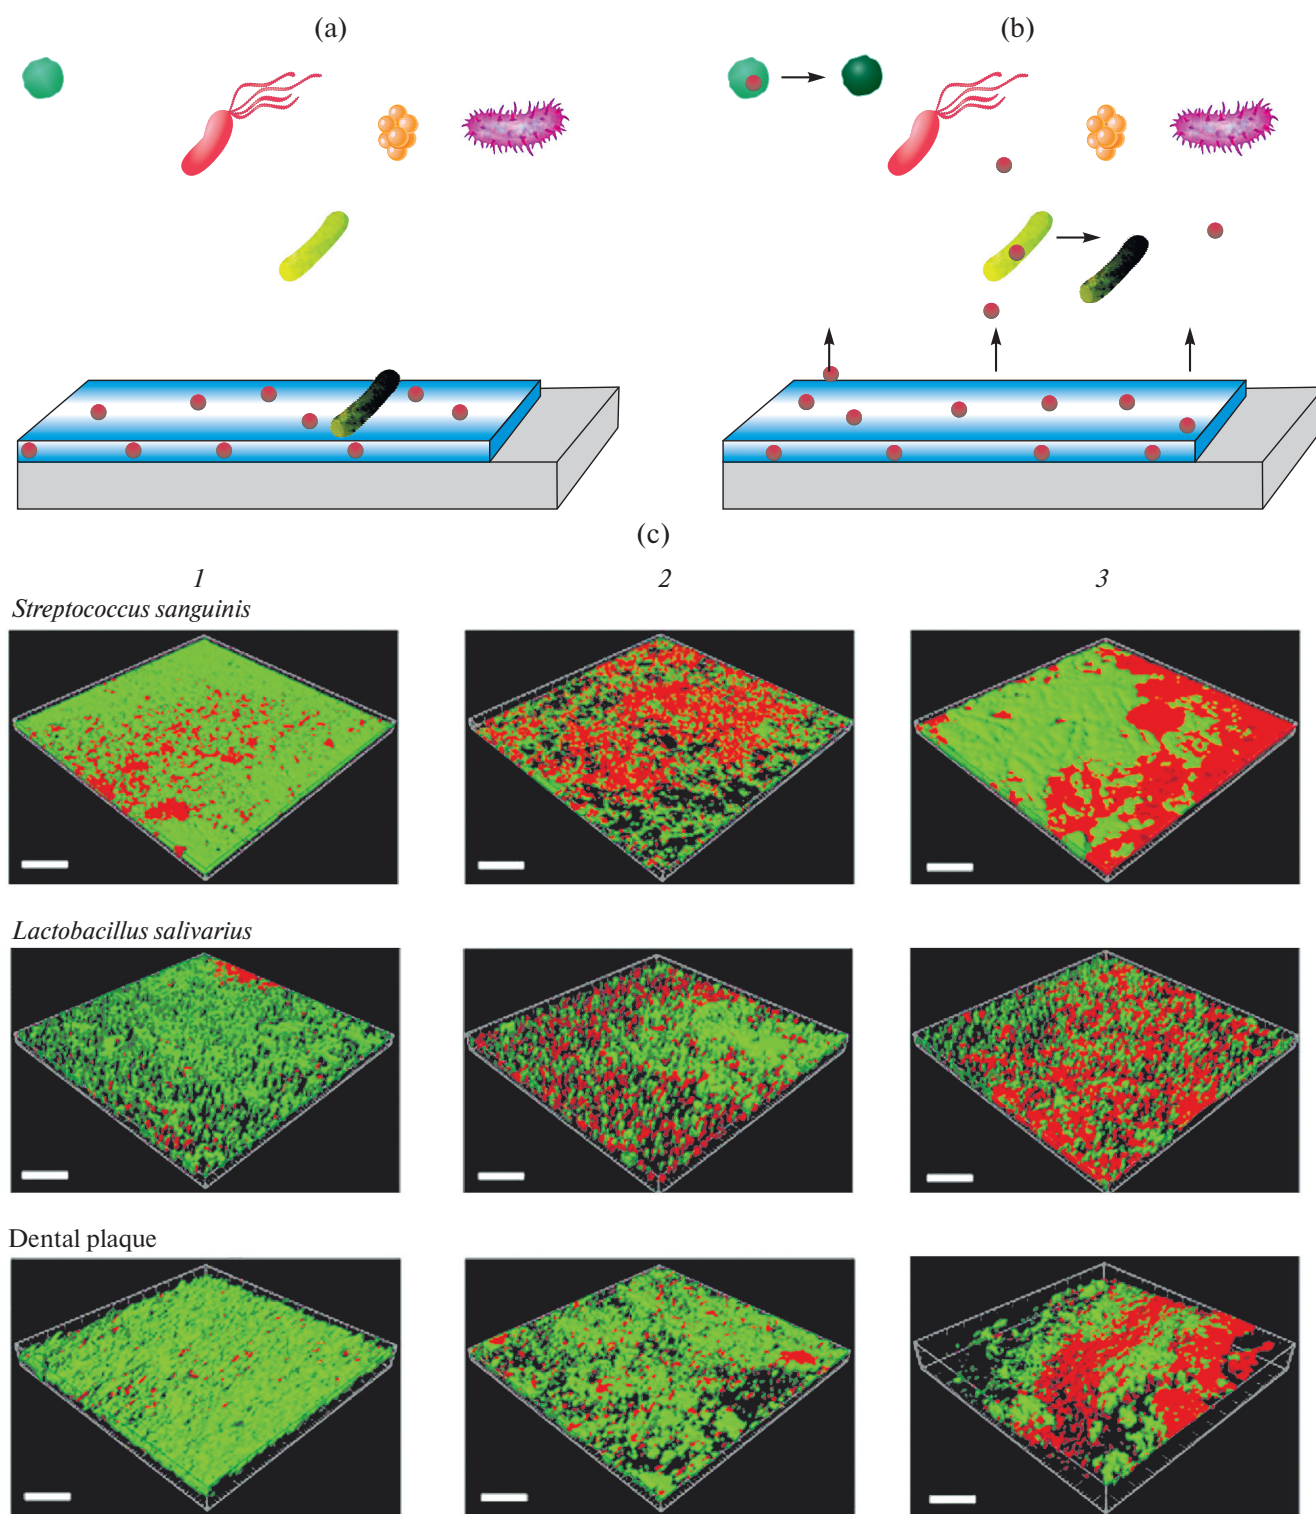 (a)
(b)
(c)
1
2
3
Streptococcus sanguinis
Lactobacillus salivarius
Dental plaque